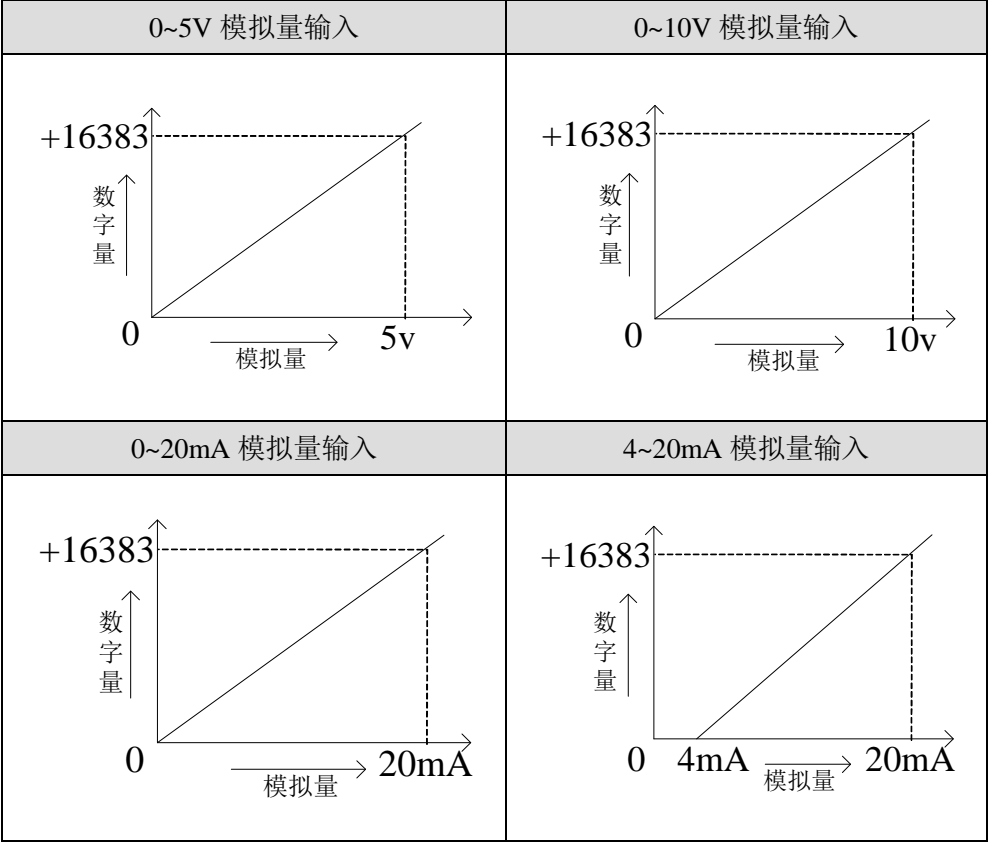 0~5V 模拟量输入
0~10V 模拟量输入
+16383
数字量
0
5v
模拟量
+16383
数字量
0
10v
模拟量
0~20mA 模拟量输入
4~20mA 模拟量输入
+16383
数字量
0
20mA
模拟量
+16383
数字量
0
4mA
20mA
模拟量